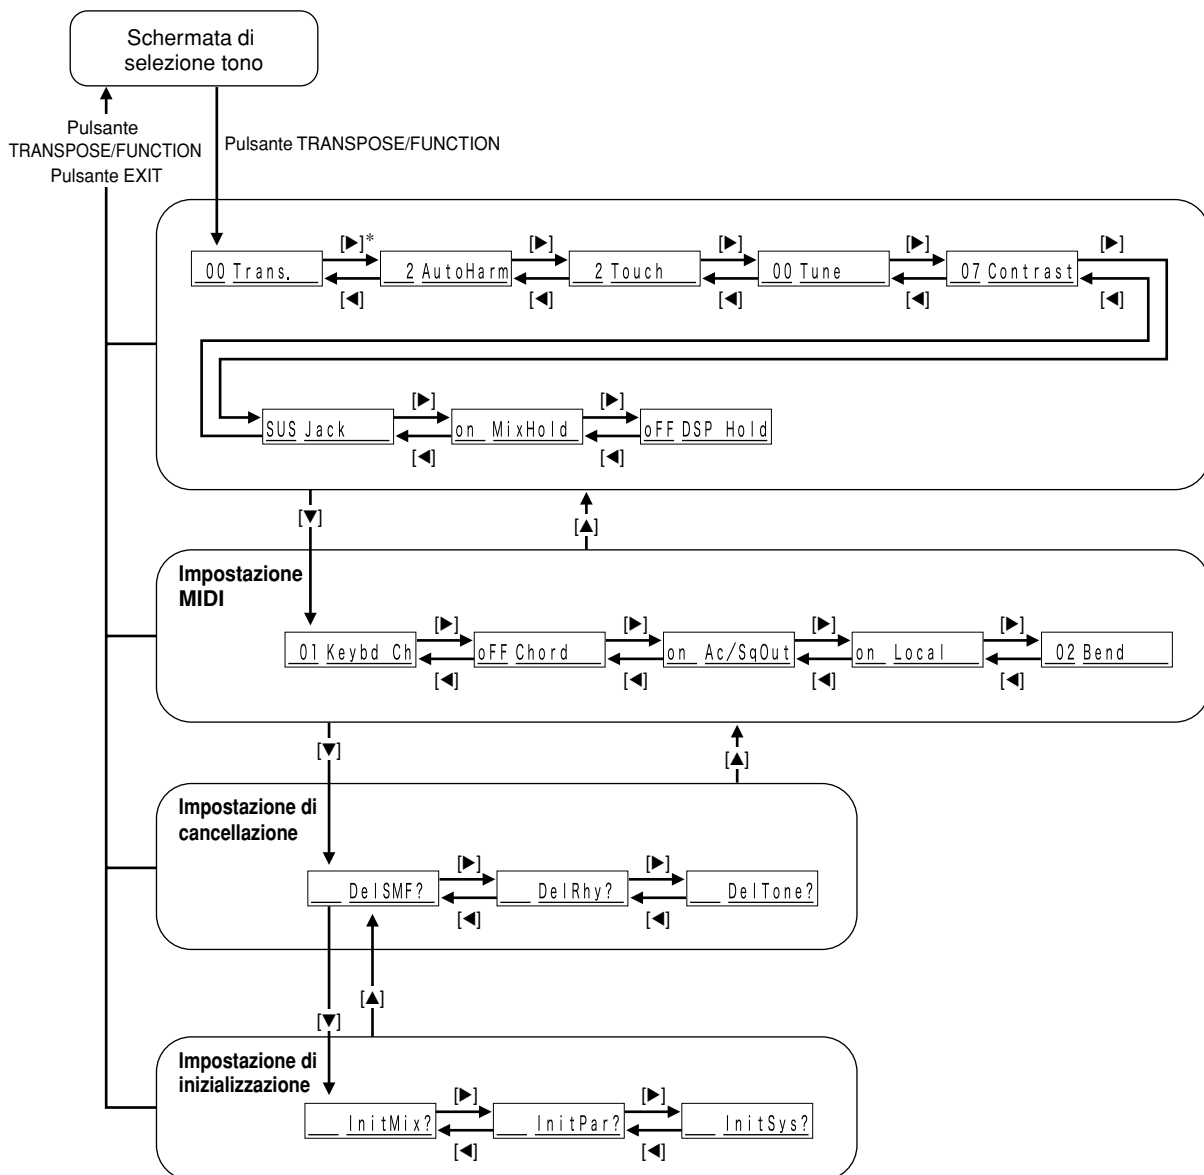 Schermata di
selezione tono
Pulsante
TRANSPOSE/FUNCTION
Pulsante EXIT
Pulsante TRANSPOSE/FUNCTION
[▶]* [▶] [▶] [▶] [▶]
00 Trans. 2 AutoHarm 2 Touch 00 Tune 07 Contrast
[◀] [◀] [◀] [◀] [◀]
[▶] [▶]
SUS Jack on MixHold oFF DSP Hold
[◀] [◀]
[▼] [▲]
Impostazione
MIDI
[▶] [▶] [▶] [▶]
01 Keybd Ch oFF Chord on Ac/SqOut on Local 02 Bend
[◀] [◀] [◀] [◀]
[▼] [▲]
Impostazione di
cancellazione
[▶] [▶]
DelSMF? DelRhy? DelTone?
[◀] [◀]
[▲]
[▼]
Impostazione di
inizializzazione
[▶] [▶]
InitMix? InitPar? InitSys?
[◀] [◀]